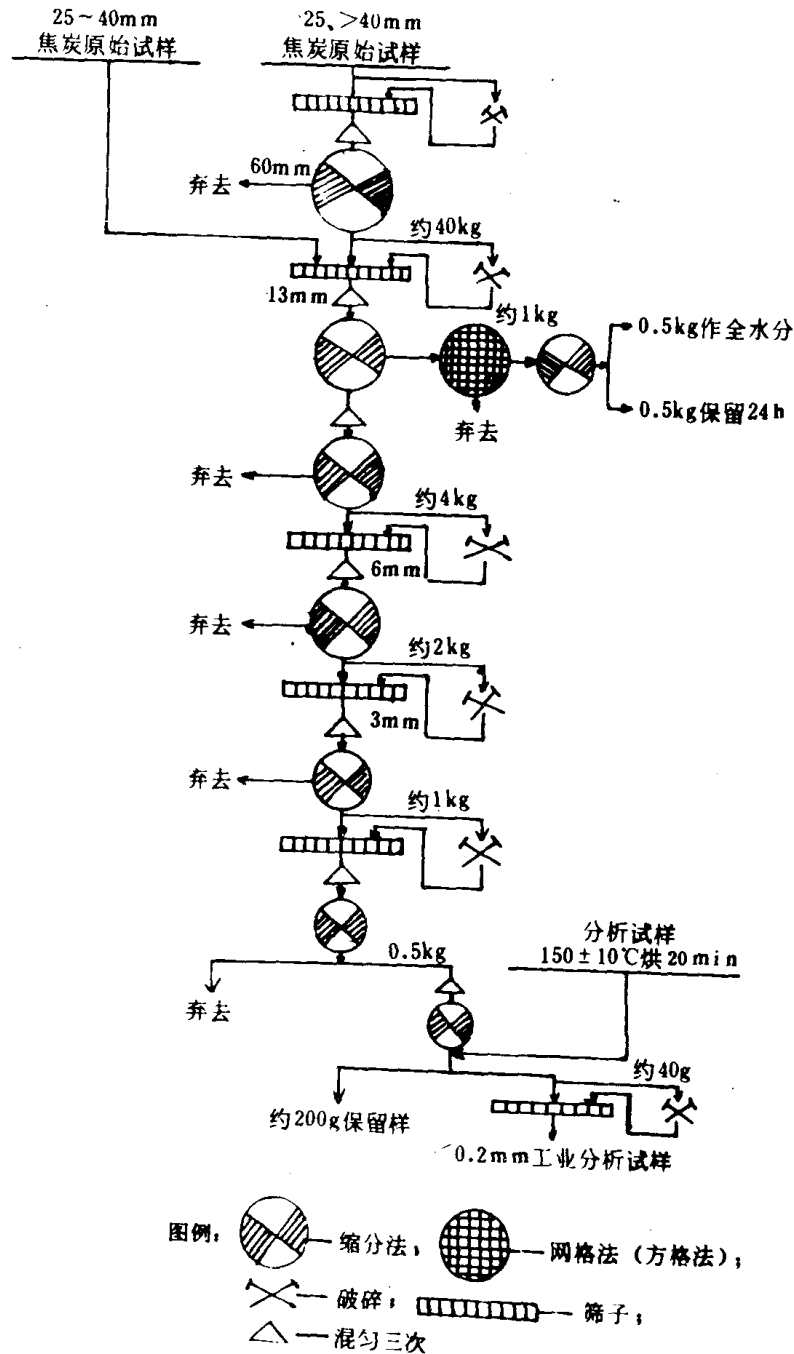 25~40mm
焦炭原始试样
25、>40mm
焦炭原始试样
60mm
弃去
约40kg
13mm
约1kg
0.5kg作全水分
0.5kg保留24h
弃去
弃去
约4kg
6mm
弃去
约2kg
3mm
弃去
约1kg
分析试样
150±10℃烘20min
0.5kg
弃去
约40g
约200g保留样
0.2mm工业分析试样
图例:
缩分法;
网格法(方格法);
破碎;
筛子;
混匀三次